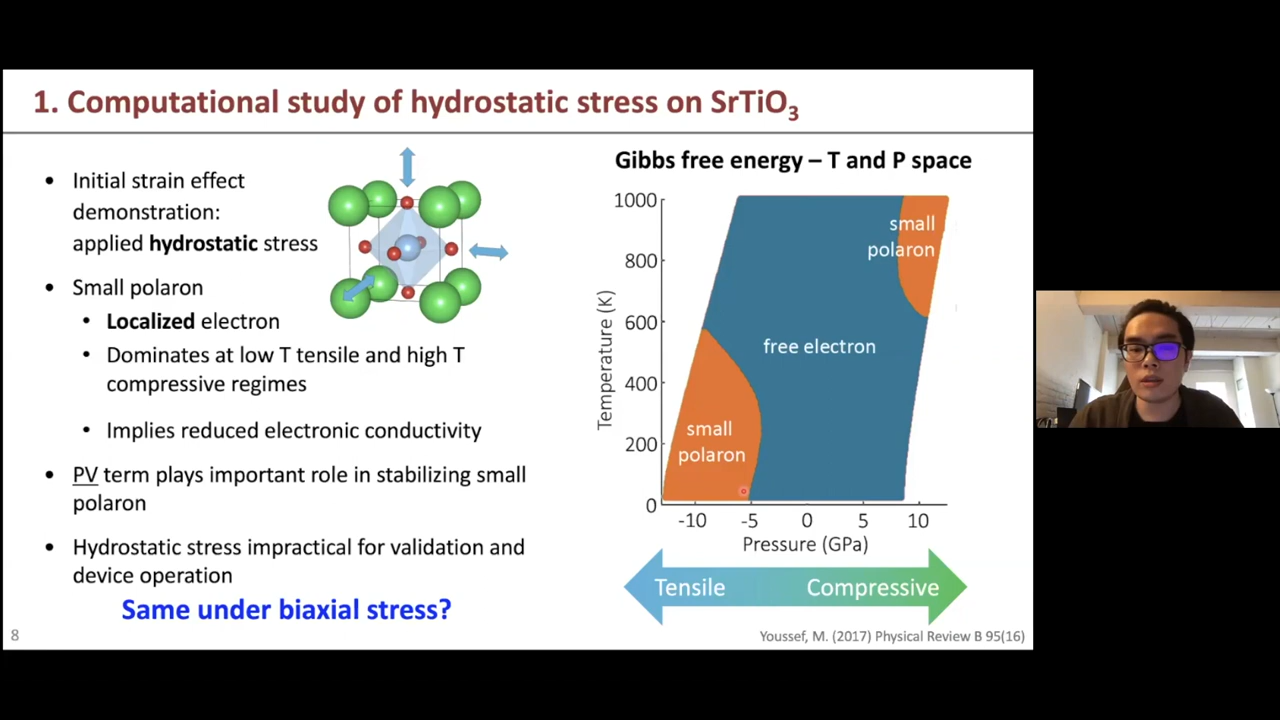 1. Computational study of hydrostatic stress on SrTiO3
• Initial strain effect
demonstration:
applied hydrostatic stress
• Small polaron
• Localized electron
• Dominates at low T tensile and high T
compressive regimes
• Implies reduced electronic conductivity
• PV term plays important role in stabilizing small
polaron
• Hydrostatic stress impractical for validation and
device operation
Same under biaxial stress?
8
Gibbs free energy – T and P space
Temperature (K)
1000
800
600
400
200
0
small
polaron
free electron
small
polaron
-10 -5 0 5 10
Pressure (GPa)
Tensile Compressive
Youssef, M. (2017) Physical Review B 95(16)